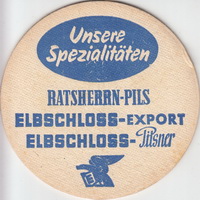 Unsere
Spezialitäten
RATSHERRN-PILS
ELBSCHLOSS-EXPORT
ELBSCHLOSS-Pilsner